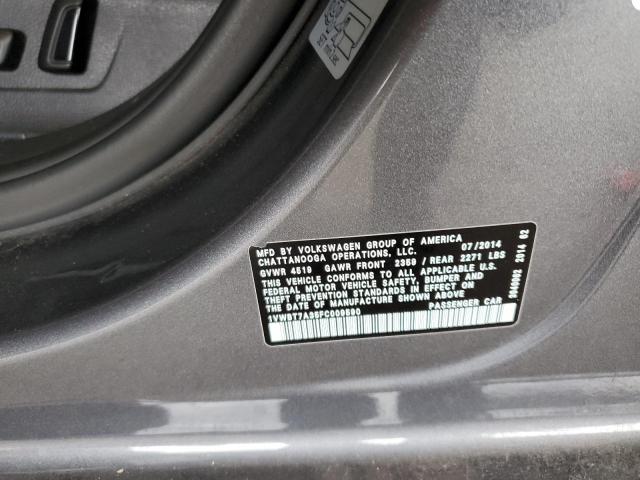 MFD BY VOLKSWAGEN GROUP OF AMERICA 07/2014
CHATTANOOGA OPERATIONS, LLC.
GVWR 4519 GAWR FRONT 2359 / REAR 2271 LBS
THIS VEHICLE CONFORMS TO ALL APPLICABLE U.S.
FEDERAL MOTOR VEHICLE SAFETY, BUMPER AND
THEFT PREVENTION STANDARDS IN EFFECT ON
THE DATE OF MANUFACTURE SHOWN ABOVE.
PASSENGER CAR
2014 02